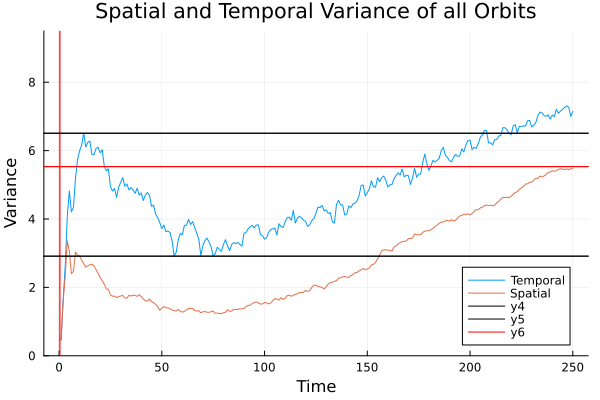 Spatial and Temporal Variance of all Orbits
Variance
8
6
4
2
0
Temporal
Spatial
y4
y5
y6
0 50 100 150 200 250
Time